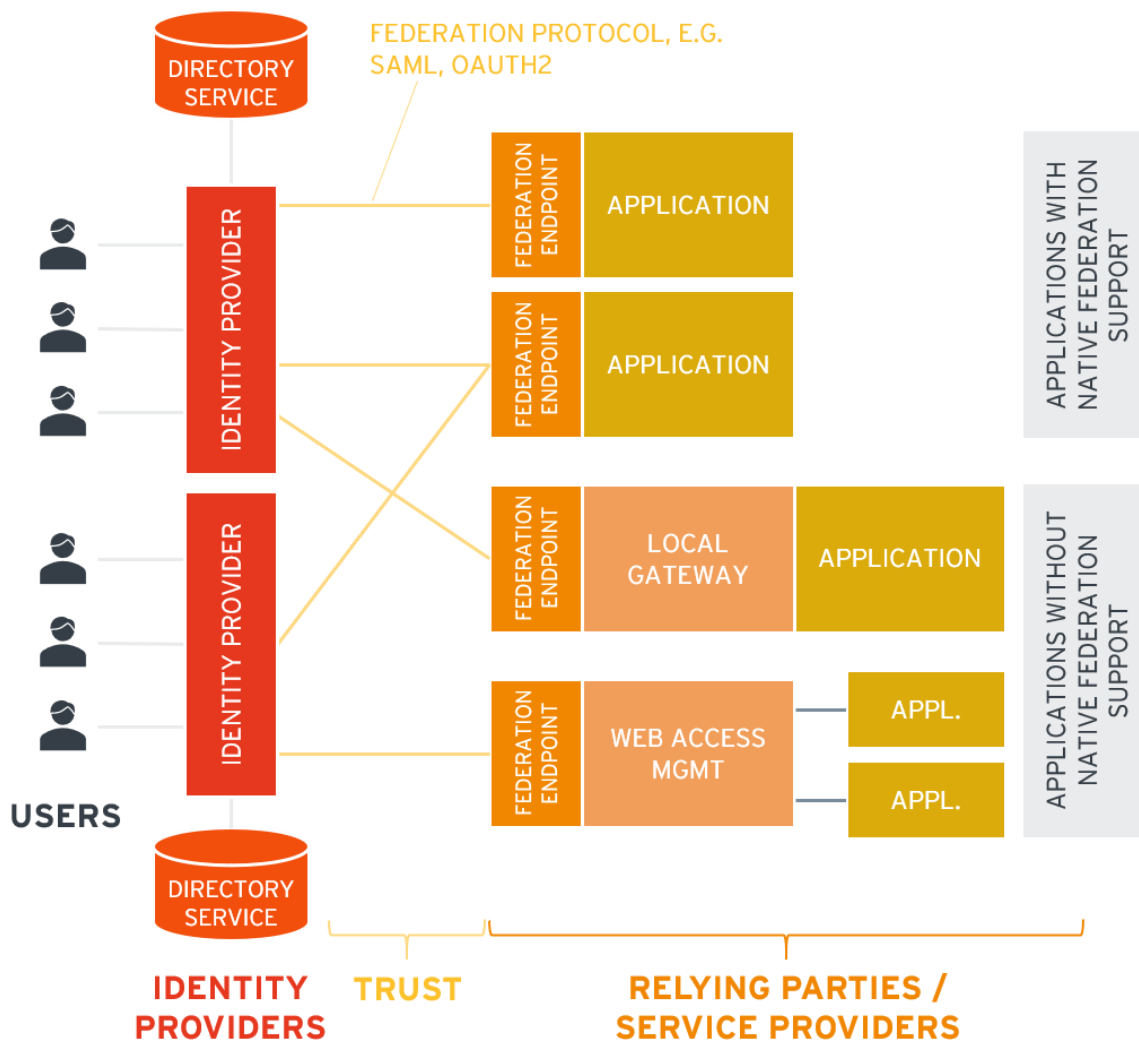 FEDERATION PROTOCOL, E.G.
SAML, OAUTH2
DIRECTORY
SERVICE
IDENTITY PROVIDER
FEDERATION
ENDPOINT
APPLICATION
APPLICATIONS WITH
NATIVE FEDERATION
SUPPORT
FEDERATION
ENDPOINT
APPLICATION
IDENTITY PROVIDER
FEDERATION
ENDPOINT
LOCAL
GATEWAY
APPLICATION
APPLICATIONS WITHOUT
NATIVE FEDERATION
SUPPORT
FEDERATION
ENDPOINT
WEB ACCESS
MGMT
APPL.
APPL.
USERS
DIRECTORY
SERVICE
IDENTITY
PROVIDERS
TRUST
RELYING PARTIES /
SERVICE PROVIDERS